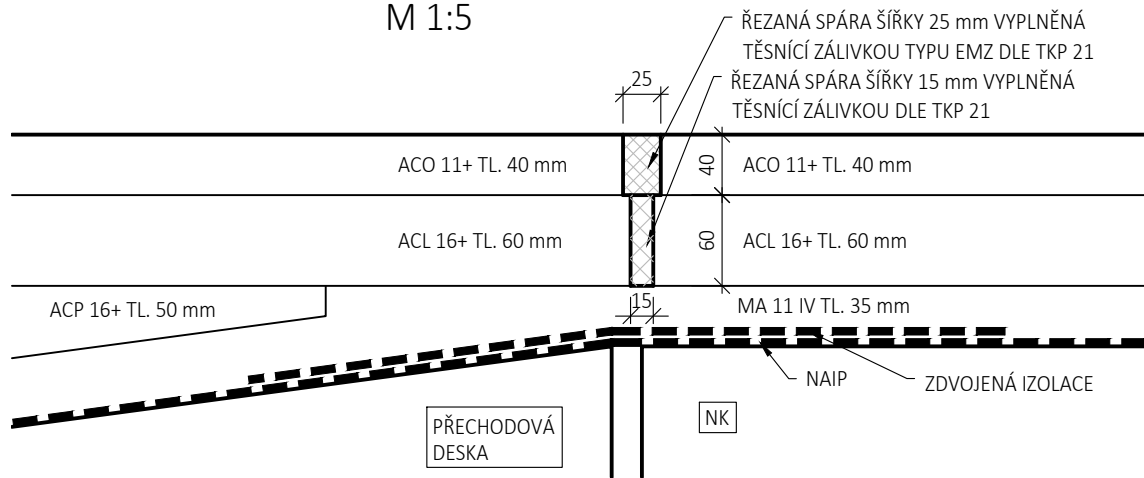 M 1:5
ŘEZANÁ SPÁRA ŠÍŘKY 25 mm VYPLNĚNÁ
TĚSNÍCÍ ZÁLIVKOU TYPU EMZ DLE TKP 21
ŘEZANÁ SPÁRA ŠÍŘKY 15 mm VYPLNĚNÁ
TĚSNÍCÍ ZÁLIVKOU DLE TKP 21
25
ACO 11+ TL. 40 mm
40
ACO 11+ TL. 40 mm
ACL 16+ TL. 60 mm
60
ACL 16+ TL. 60 mm
ACP 16+ TL. 50 mm
15
MA 11 IV TL. 35 mm
NAIP
ZDVOJENÁ IZOLACE
PŘECHODOVÁ
DESKA
NK